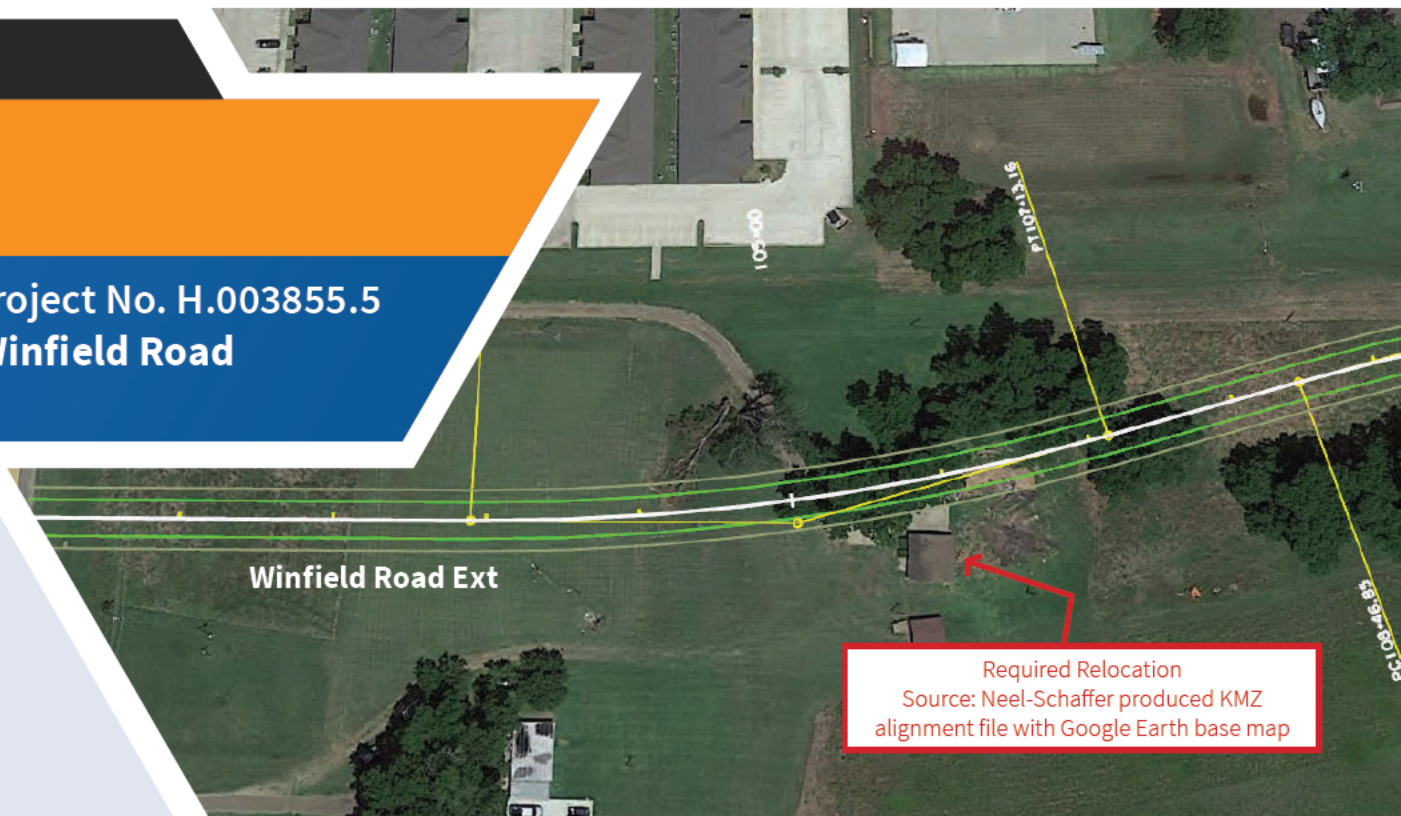 roject No. H.003855.5
Winfield Road
105+00
PT107+13.16
Winfield Road Ext
PC108+46.85
Required Relocation
Source: Neel-Schaffer produced KMZ
alignment file with Google Earth base map